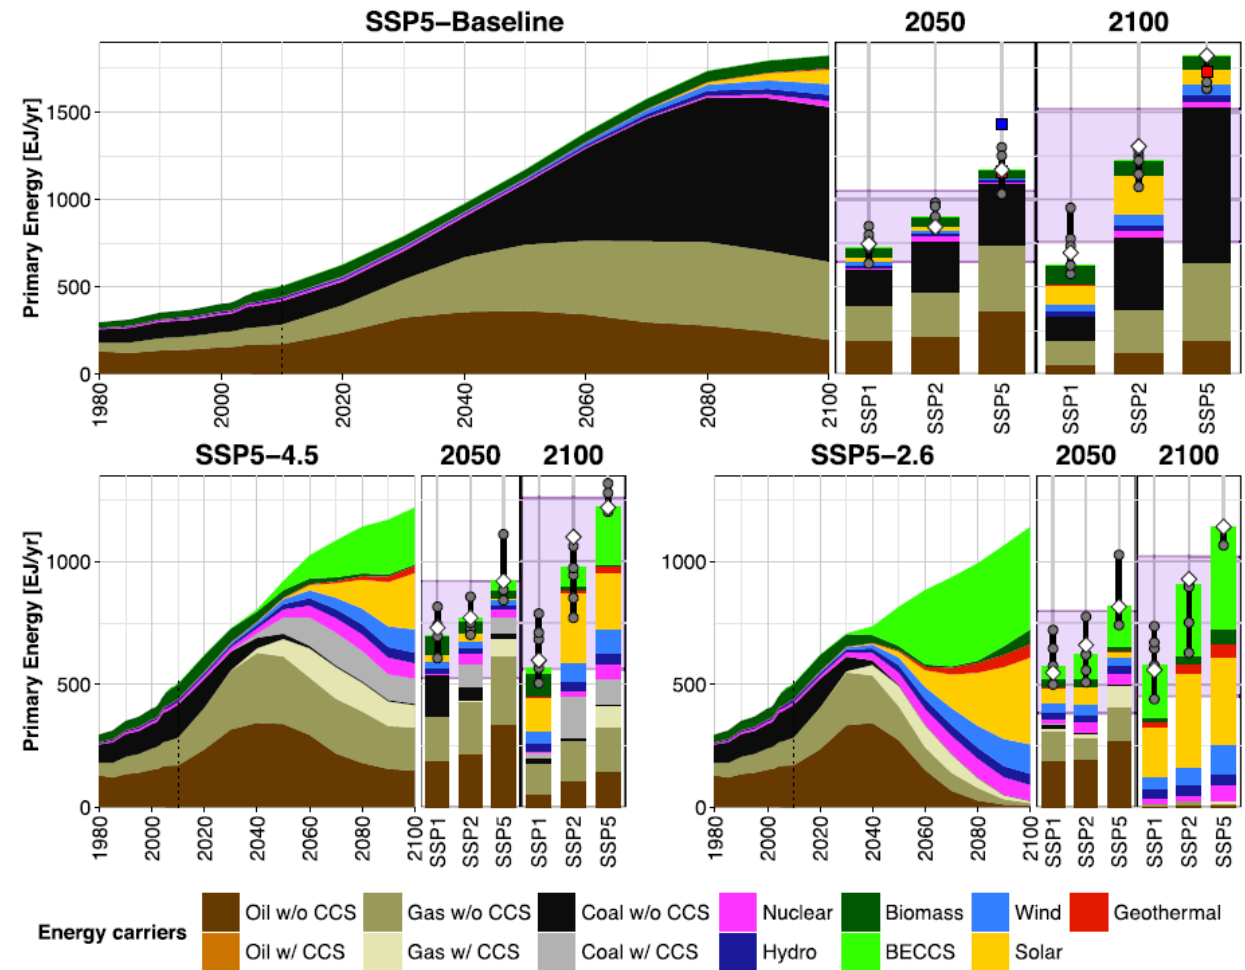 SSP5–Baseline 2050 2100
Primary Energy [EJ/yr]
1500
1000
500
0
1980 2000 2020 2040 2060 2080 2100 SSP1 SSP2 SSP5 SSP1 SSP2 SSP5
SSP5–4.5 2050 2100 SSP5–2.6 2050 2100
Primary Energy [EJ/yr]
1000 1000
500 500
0 0
1980 2000 2020 2040 2060 2080 2100 SSP1 SSP2 SSP5 SSP1 SSP2 SSP5 1980 2000 2020 2040 2060 2080 2100 SSP1 SSP2 SSP5 SSP1 SSP2 SSP5
Energy carriers
Oil w/o CCS Gas w/o CCS Coal w/o CCS Nuclear Biomass Wind Geothermal
Oil w/ CCS Gas w/ CCS Coal w/ CCS Hydro BECCS Solar